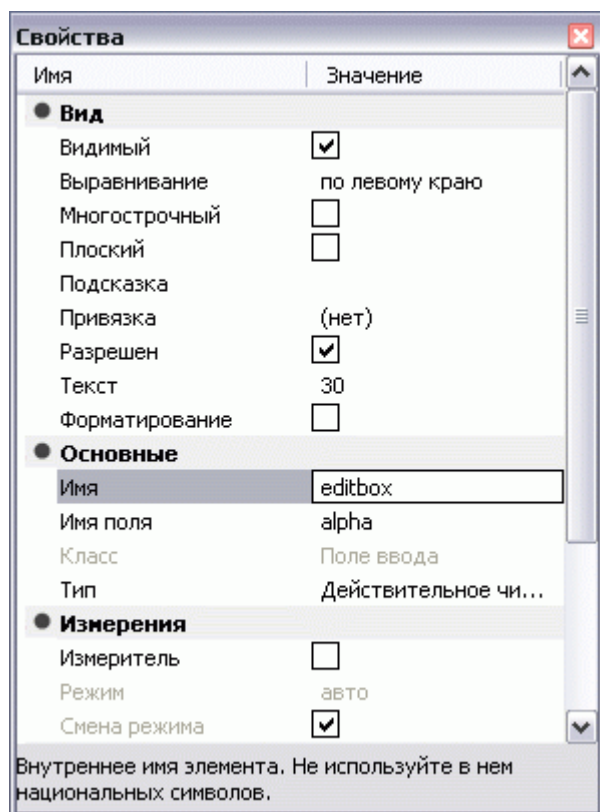 Свойства
Имя Значение
Вид
Видимый
Выравнивание по левому краю
Многострочный
Плоский
Подсказка
Привязка (нет)
Разрешен
Текст 30
Форматирование
Основные
Имя editbox
Имя поля alpha
Класс Поле ввода
Тип Действительное чи...
Измерения
Измеритель
Режим авто
Смена режима
Внутреннее имя элемента. Не используйте в нем
национальных символов.